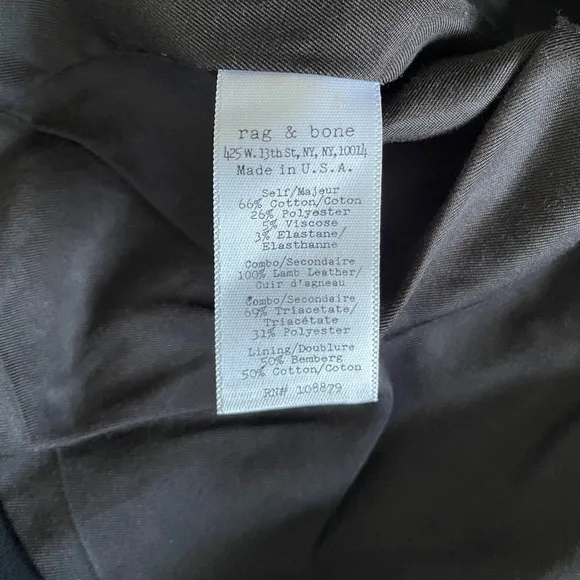 rag & bone
425 W. 13th St, NY, NY, 10014
Made in U.S.A.
Self/Majeur
66% Cotton/Coton
26% Polyester
5% Viscose
3% Elastane/
Elasthanne
Combo/Secondaire
100% Lamb Leather/
Cuir d'agneau
Combo/Secondaire
69% Triacetate/
Triacétate
31% Polyester
Lining/Doublure
50% Bemberg
50% Cotton/Coton
RN# 108879